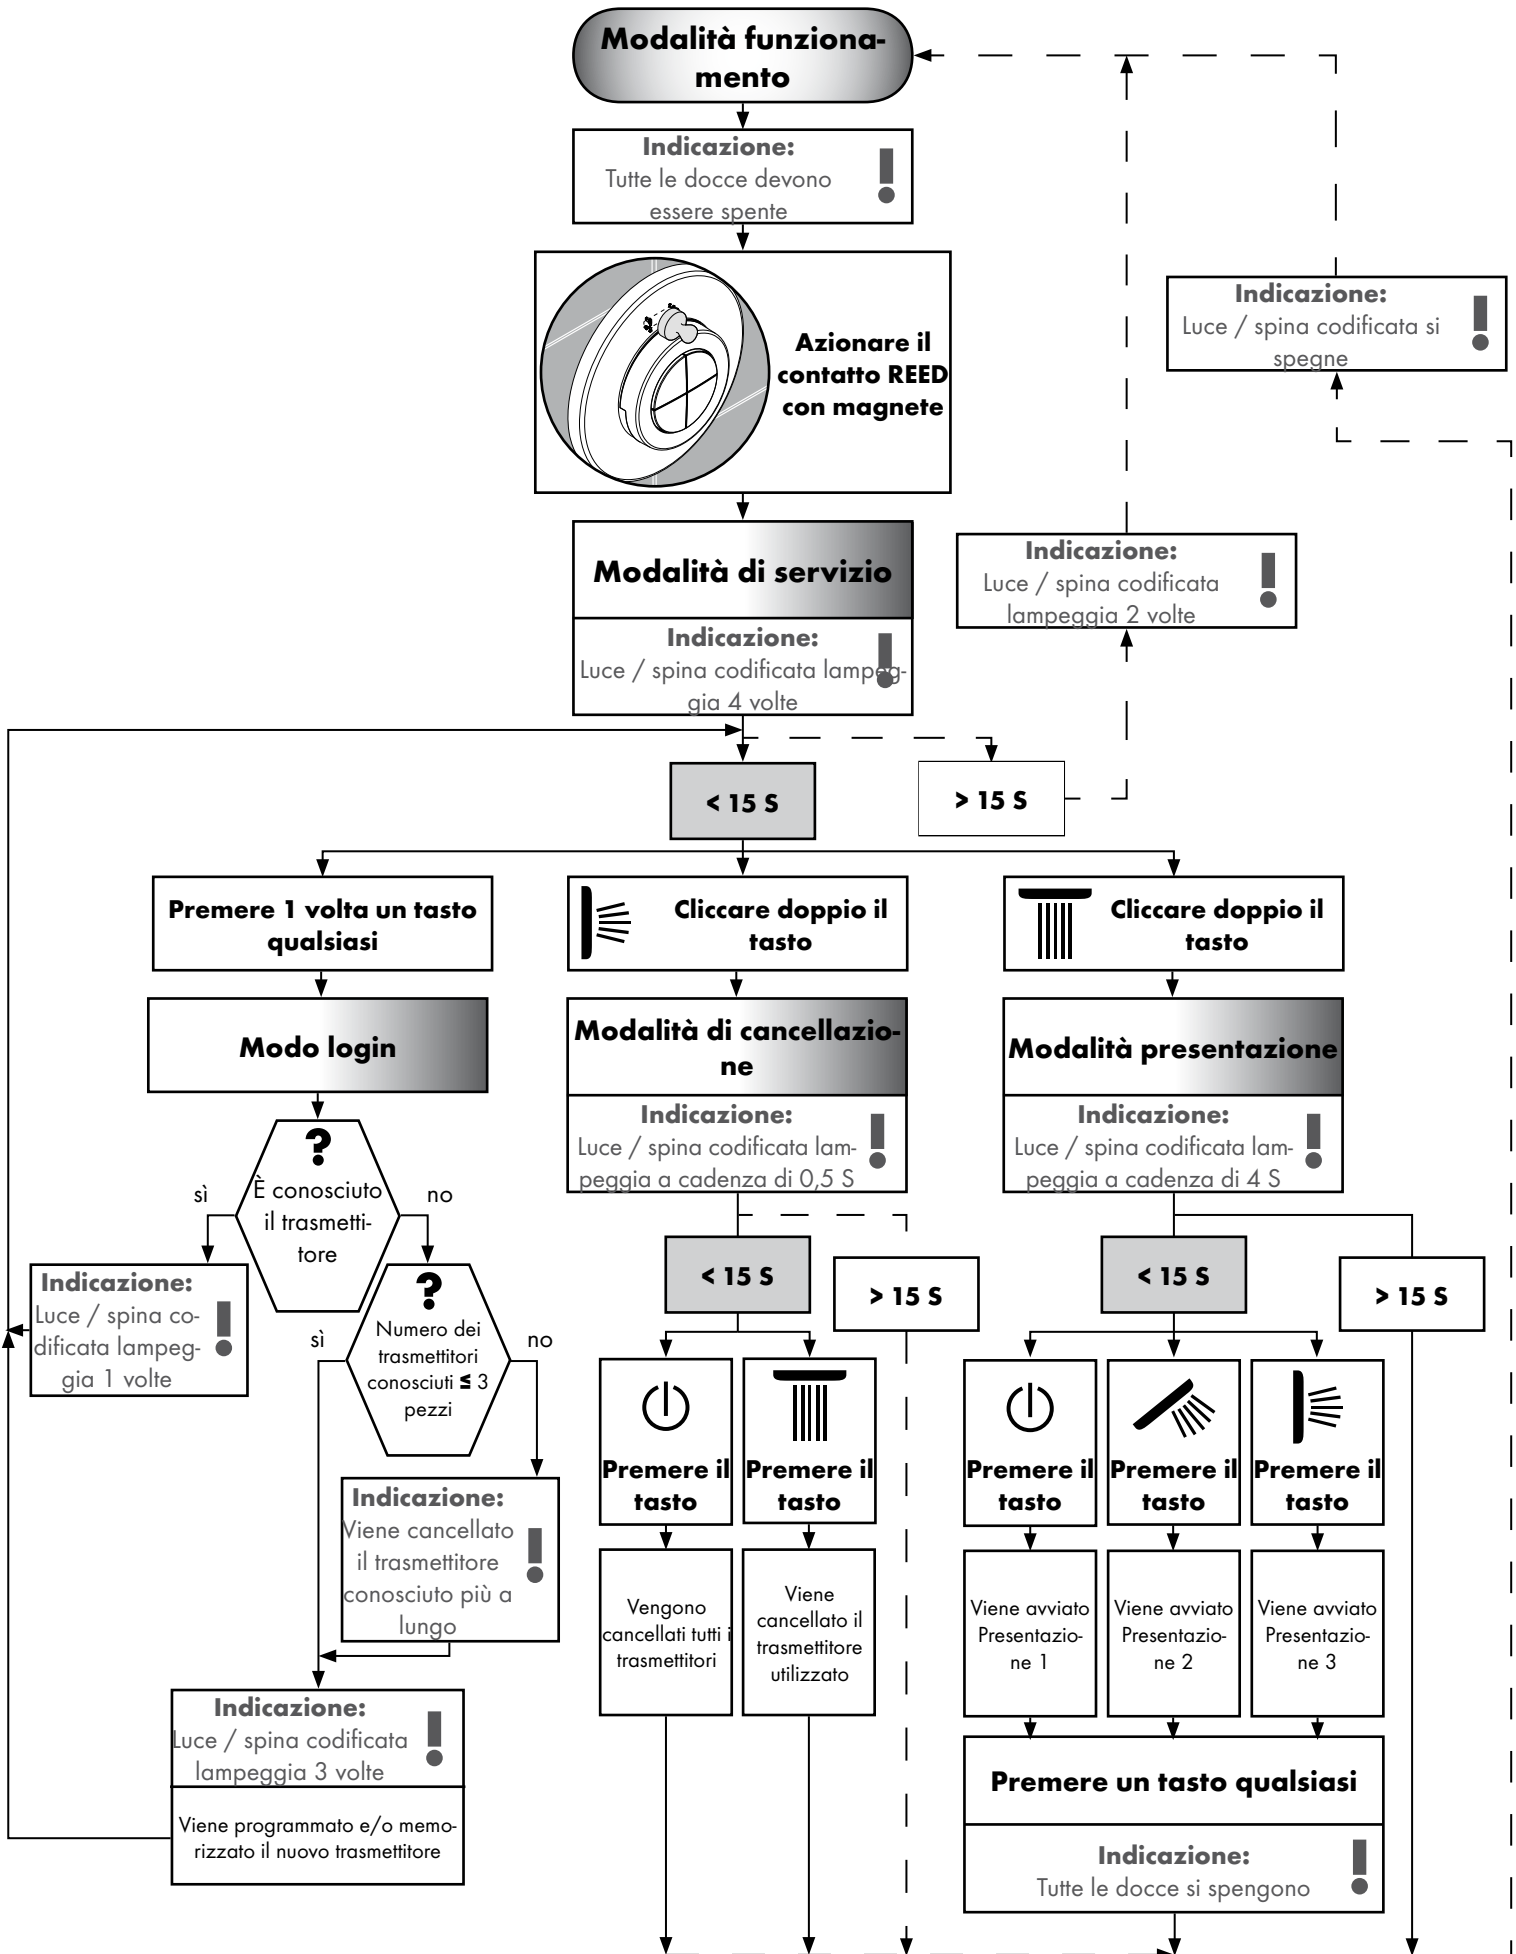 Modalità funziona-
mento
Indicazione:
Tutte le docce devono
essere spente
Azionare il
contatto REED
con magnete
Indicazione:
Luce / spina codificata si
spegne
Modalità di servizio
Indicazione:
Luce / spina codificata lampeg-
gia 4 volte
Indicazione:
Luce / spina codificata
lampeggia 2 volte
< 15 S
> 15 S
Premere 1 volta un tasto
qualsiasi
Cliccare doppio il
tasto
Cliccare doppio il
tasto
Modo login
Modalità di cancellazio-
ne
Indicazione:
Luce / spina codificata lam-
peggia a cadenza di 0,5 S
Modalità presentazione
Indicazione:
Luce / spina codificata lam-
peggia a cadenza di 4 S
?
È conosciuto
il trasmetti-
tore
sì
no
Indicazione:
Luce / spina co-
dificata lampeg-
gia 1 volte
?
Numero dei
trasmettitori
conosciuti ≤ 3
pezzi
sì
no
Indicazione:
Viene cancellato
il trasmettitore
conosciuto più a
lungo
Indicazione:
Luce / spina codificata
lampeggia 3 volte
Viene programmato e/o memo-
rizzato il nuovo trasmettitore
< 15 S
> 15 S
Premere il
tasto
Premere il
tasto
Vengono
cancellati tutti i
trasmettitori
Viene
cancellato il
trasmettitore
utilizzato
< 15 S
> 15 S
Premere il
tasto
Premere il
tasto
Premere il
tasto
Viene avviato
Presentazio-
ne 1
Viene avviato
Presentazio-
ne 2
Viene avviato
Presentazio-
ne 3
Premere un tasto qualsiasi
Indicazione:
Tutte le docce si spengono